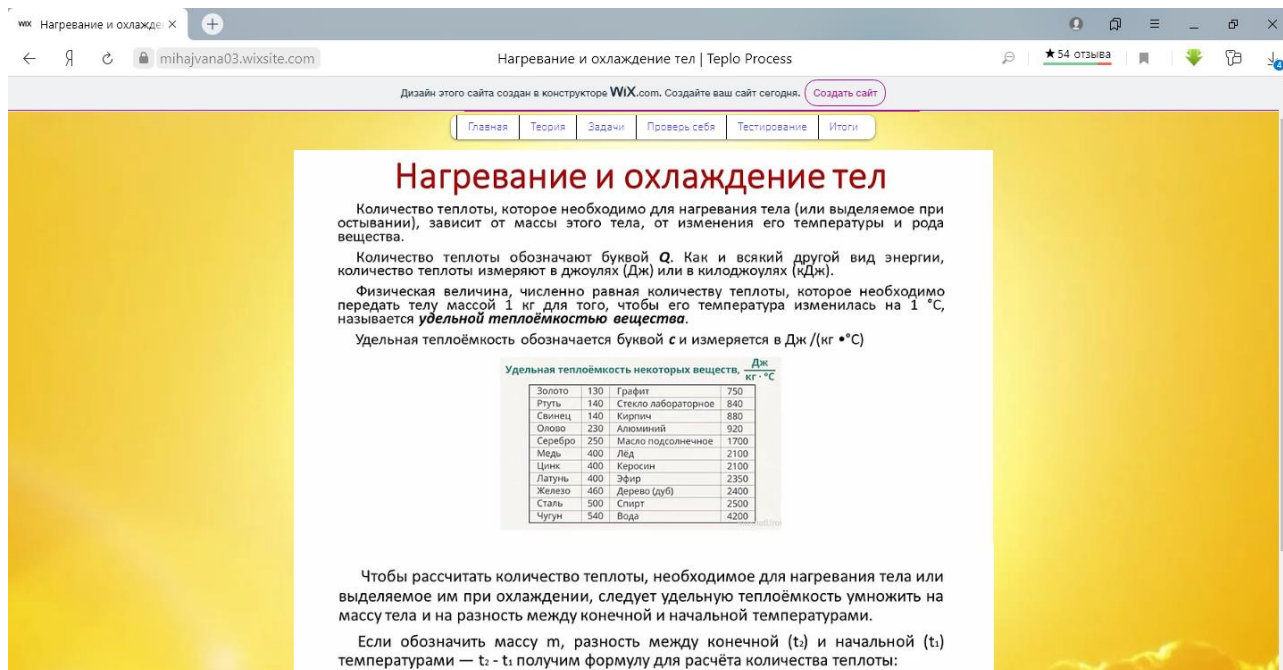 WiX Нагревание и охлажде
mihajvana03.wixsite.com Нагревание и охлаждение тел | Teplo Process ★ 54 отзыва
4
Дизайн этого сайта создан в конструкторе WiX.com. Создайте ваш сайт сегодня. Создать сайт
Главная Теория Задачи Проверь себя Тестирование Итоги
Нагревание и охлаждение тел
Количество теплоты, которое необходимо для нагревания тела (или выделяемое при
остывании), зависит от массы этого тела, от изменения его температуры и рода
вещества.
Количество теплоты обозначают буквой Q. Как и всякий другой вид энергии,
количество теплоты измеряют в джоулях (Дж) или в килоджоулях (кДж).
Физическая величина, численно равная количеству теплоты, которое необходимо
передать телу массой 1 кг для того, чтобы его температура изменилась на 1 °С,
называется удельной теплоёмкостью вещества.
Удельная теплоёмкость обозначается буквой с и измеряется в Дж /(кг •°С)
Удельная теплоёмкость некоторых веществ, Дж / кг · °С
Золото 130 Графит 750
Ртуть 140 Стекло лабораторное 840
Свинец 140 Кирпич 880
Олово 230 Алюминий 920
Серебро 250 Масло подсолнечное 1700
Медь 400 Лёд 2100
Цинк 400 Керосин 2100
Латунь 400 Эфир 2350
Железо 460 Дерево (дуб) 2400
Сталь 500 Спирт 2500
Чугун 540 Вода 4200
Чтобы рассчитать количество теплоты, необходимое для нагревания тела или
выделяемое им при охлаждении, следует удельную теплоёмкость умножить на
массу тела и на разность между конечной и начальной температурами.
Если обозначить массу m, разность между конечной (t₂) и начальной (t₁)
температурами — t₂ - t₁ получим формулу для расчёта количества теплоты: